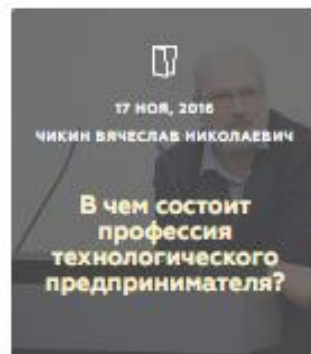 17 НОЯ, 2016
ЧИКИН ВЯЧЕСЛАВ НИКОЛАЕВИЧ
В чем состоит
профессия
технологического
предпринимателя?